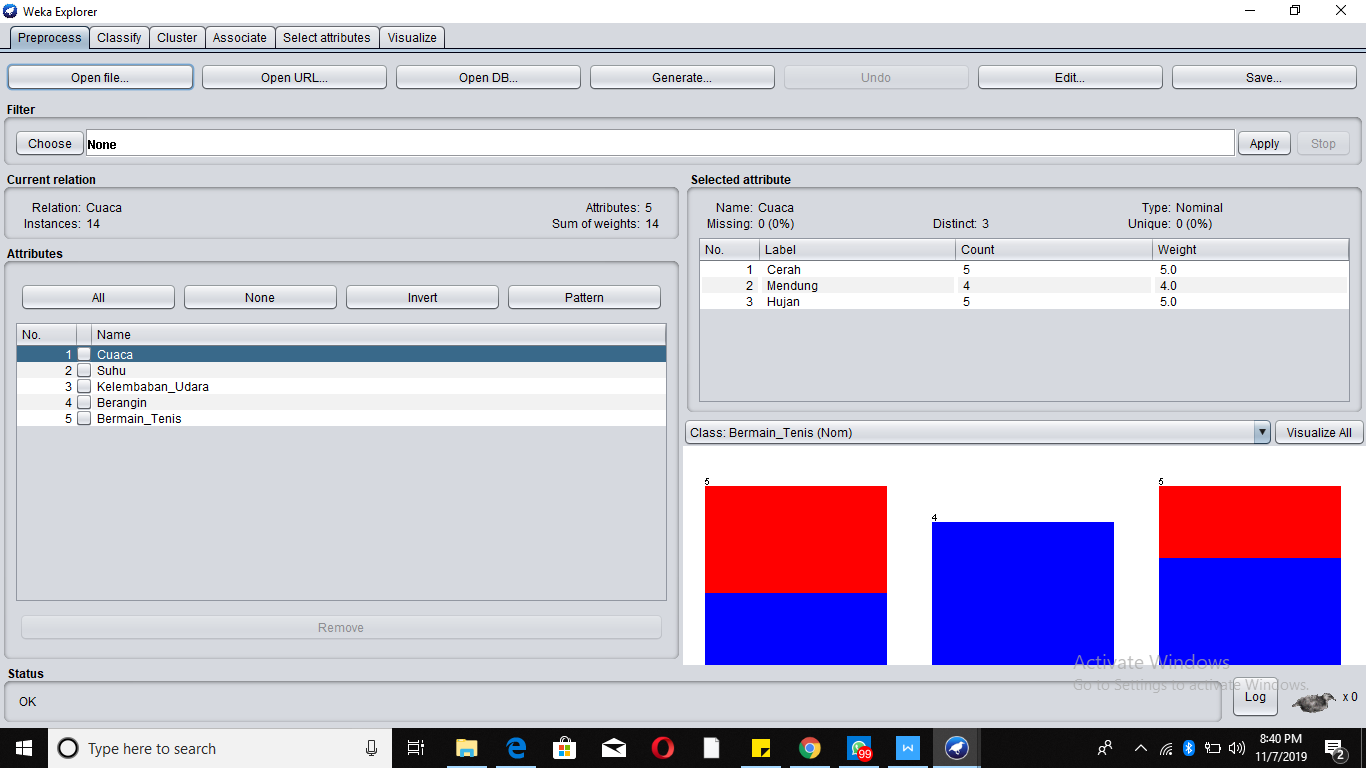 Weka Explorer
Preprocess Classify Cluster Associate Select attributes Visualize
Open file... Open URL... Open DB... Generate... Undo Edit... Save...
Filter
Choose None Apply Stop
Current relation
Relation: Cuaca Attributes: 5
Instances: 14 Sum of weights: 14
Attributes
All None Invert Pattern
No. Name
1 Cuaca
2 Suhu
3 Kelembaban_Udara
4 Berangin
5 Bermain_Tenis
Remove
Selected attribute
Name: Cuaca Type: Nominal
Missing: 0 (0%) Distinct: 3 Unique: 0 (0%)
No. Label Count Weight
1 Cerah 5 5.0
2 Mendung 4 4.0
3 Hujan 5 5.0
Class: Bermain_Tenis (Nom) Visualize All
5 4 5
Activate Windows
Go to Settings to activate Windows.
Status
OK Log x 0
Type here to search 99 8:40 PM
11/7/2019 2